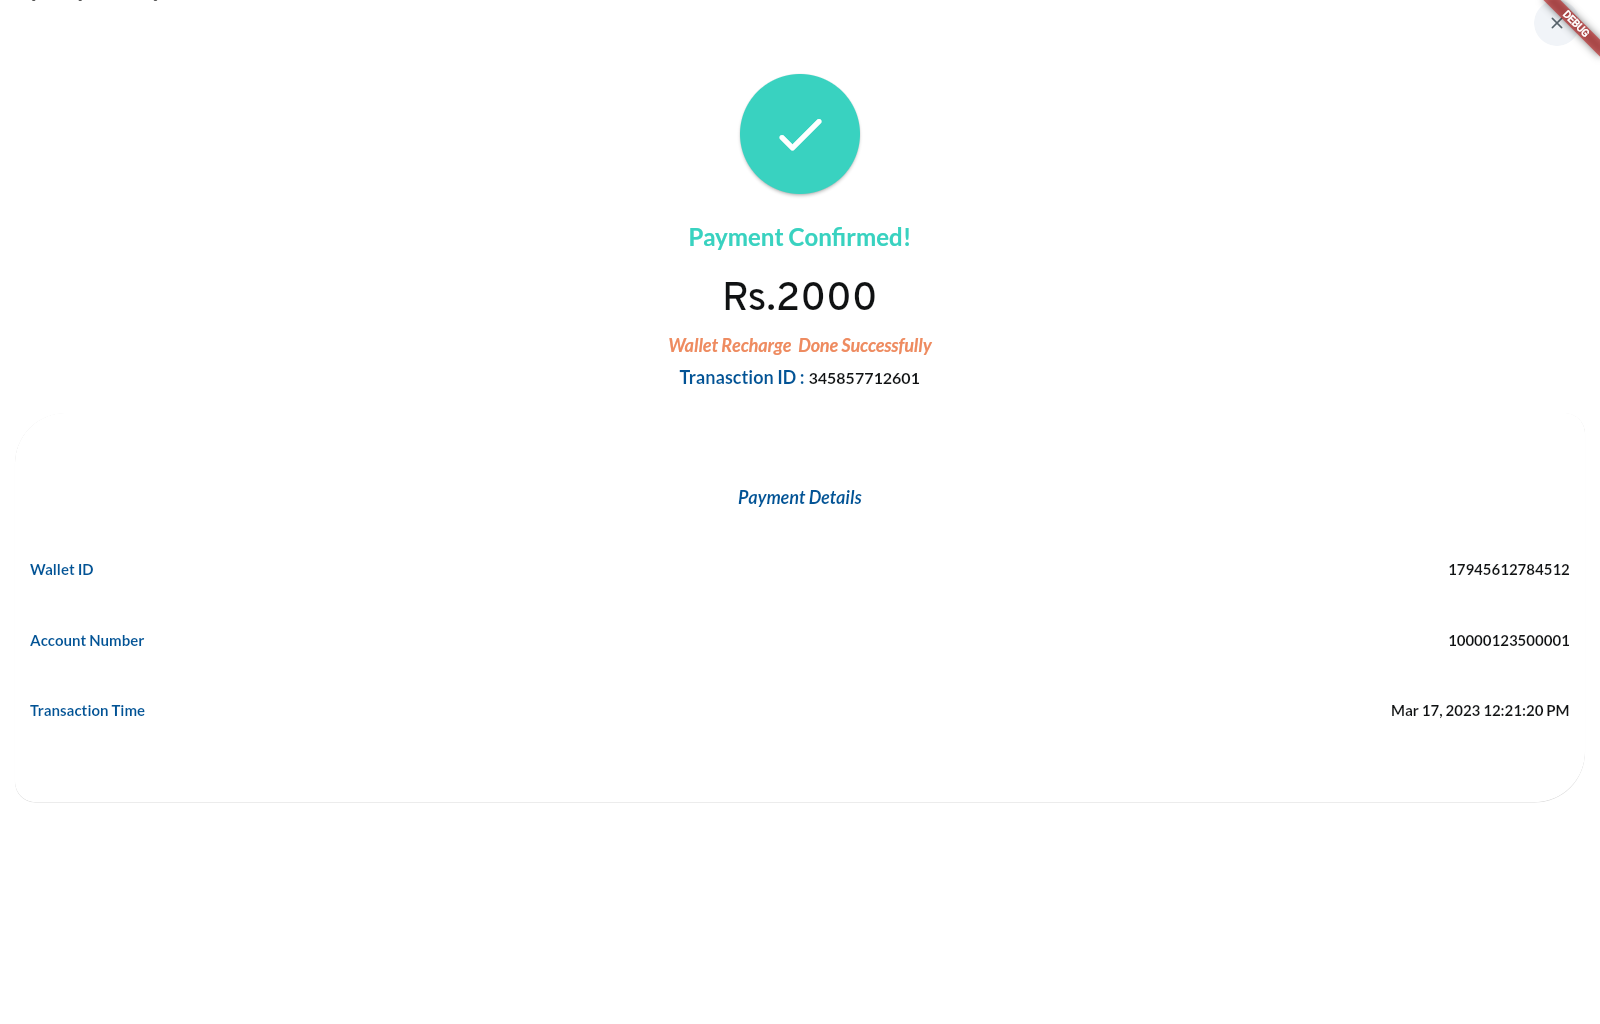 DEBUG
Payment Confirmed!
Rs.2000
Wallet Recharge  Done Successfully
Tranasction ID : 345857712601
Payment Details
Wallet ID 17945612784512
Account Number 10000123500001
Transaction Time Mar 17, 2023 12:21:20 PM